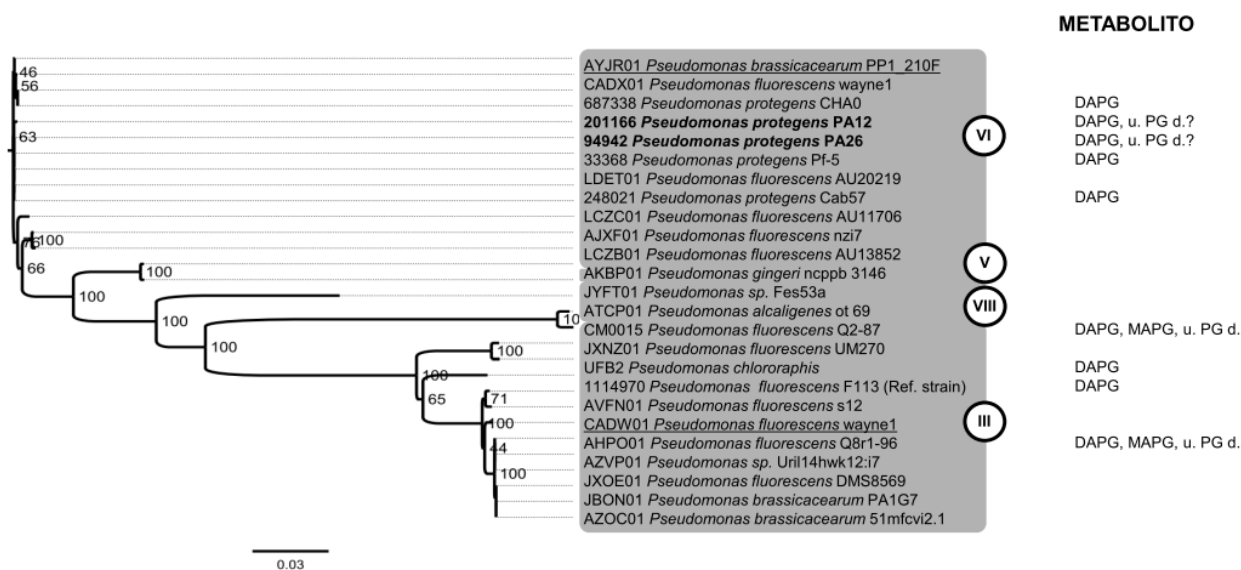 METABOLITO
AYJR01 Pseudomonas brassicacearum PP1_210F
CADX01 Pseudomonas fluorescens wayne1
687338 Pseudomonas protegens CHA0 DAPG
201166 Pseudomonas protegens PA12 DAPG, u. PG d.?
VI
94942 Pseudomonas protegens PA26 DAPG, u. PG d.?
33368 Pseudomonas protegens Pf-5 DAPG
LDET01 Pseudomonas fluorescens AU20219
248021 Pseudomonas protegens Cab57 DAPG
LCZC01 Pseudomonas fluorescens AU11706
AJXF01 Pseudomonas fluorescens nzi7
LCZB01 Pseudomonas fluorescens AU13852
V
AKBP01 Pseudomonas gingeri ncppb 3146
JYFT01 Pseudomonas sp. Fes53a
VIII
ATCP01 Pseudomonas alcaligenes ot 69
CM0015 Pseudomonas fluorescens Q2-87 DAPG, MAPG, u. PG d.
JXNZ01 Pseudomonas fluorescens UM270
UFB2 Pseudomonas chlororaphis DAPG
1114970 Pseudomonas fluorescens F113 (Ref. strain) DAPG
AVFN01 Pseudomonas fluorescens s12
CADW01 Pseudomonas fluorescens wayne1
III
AHPO01 Pseudomonas fluorescens Q8r1-96 DAPG, MAPG, u. PG d.
AZVP01 Pseudomonas sp. Uril14hwk12:i7
JXOE01 Pseudomonas fluorescens DMS8569
JBON01 Pseudomonas brassicacearum PA1G7
AZOC01 Pseudomonas brassicacearum 51mfcvi2.1
46
56
63
100
66
100
100
100
10
100
100
100
65
71
100
44
100
0.03